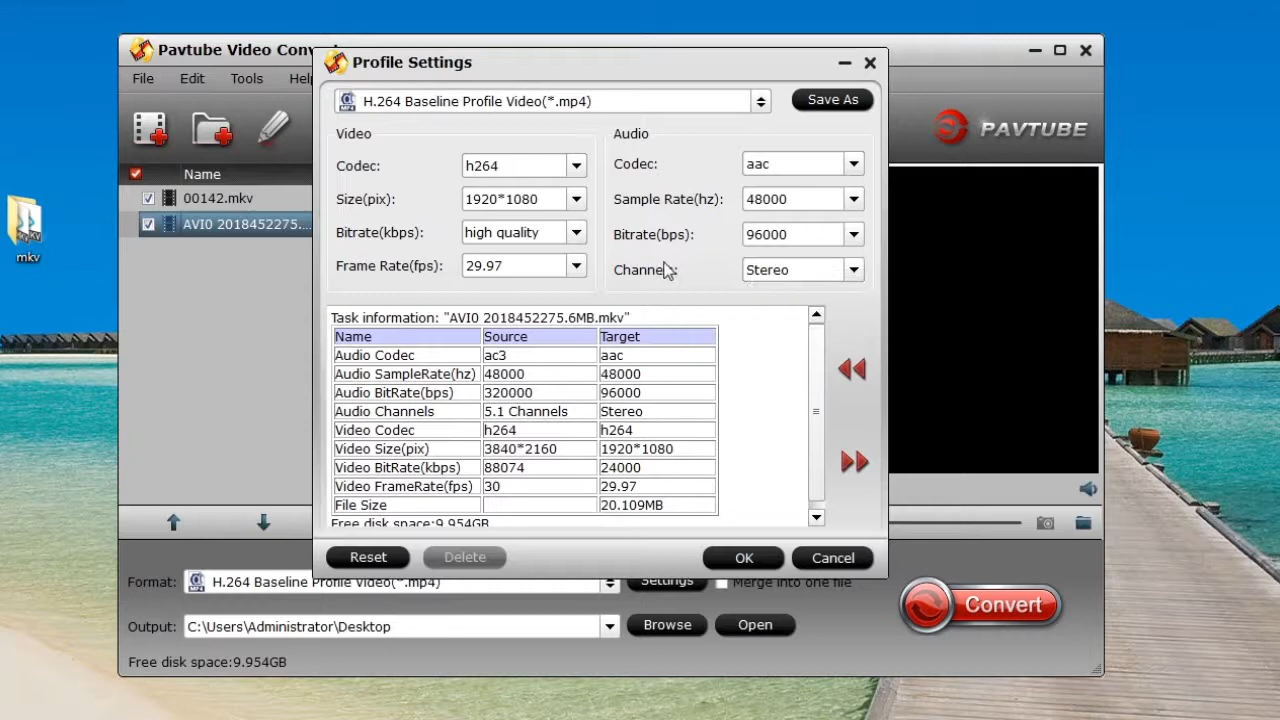 Pavtube Video Conv
Profile Settings
File Edit Tools Hel
H.264 Baseline Profile Video(*.mp4)
Save As
PAVTUBE
Video
Audio
Codec: h264
Codec: aac
Size(pix): 1920*1080
Sample Rate(hz): 48000
Bitrate(kbps): high quality
Bitrate(bps): 96000
Frame Rate(fps): 29.97
Channels: Stereo
Name
00142.mkv
AVI0 2018452275....
mkv
Task information: "AVI0 2018452275.6MB.mkv"
Name Source Target
Audio Codec ac3 aac
Audio SampleRate(hz) 48000 48000
Audio BitRate(bps) 320000 96000
Audio Channels 5.1 Channels Stereo
Video Codec h264 h264
Video Size(pix) 3840*2160 1920*1080
Video BitRate(kbps) 88074 24000
Video FrameRate(fps) 30 29.97
File Size 20.109MB
Free disk space:9.954GB
Reset Delete OK Cancel
Format: H.264 Baseline Profile Video(*.mp4) Settings Merge into one file
Convert
Output: C:\Users\Administrator\Desktop Browse Open
Free disk space:9.954GB